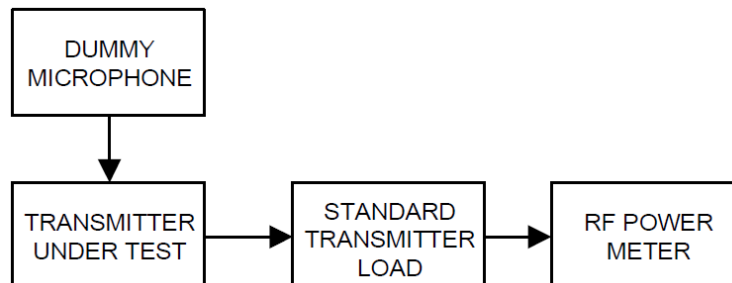 DUMMY
MICROPHONE
TRANSMITTER
UNDER TEST
STANDARD
TRANSMITTER
LOAD
RF POWER
METER